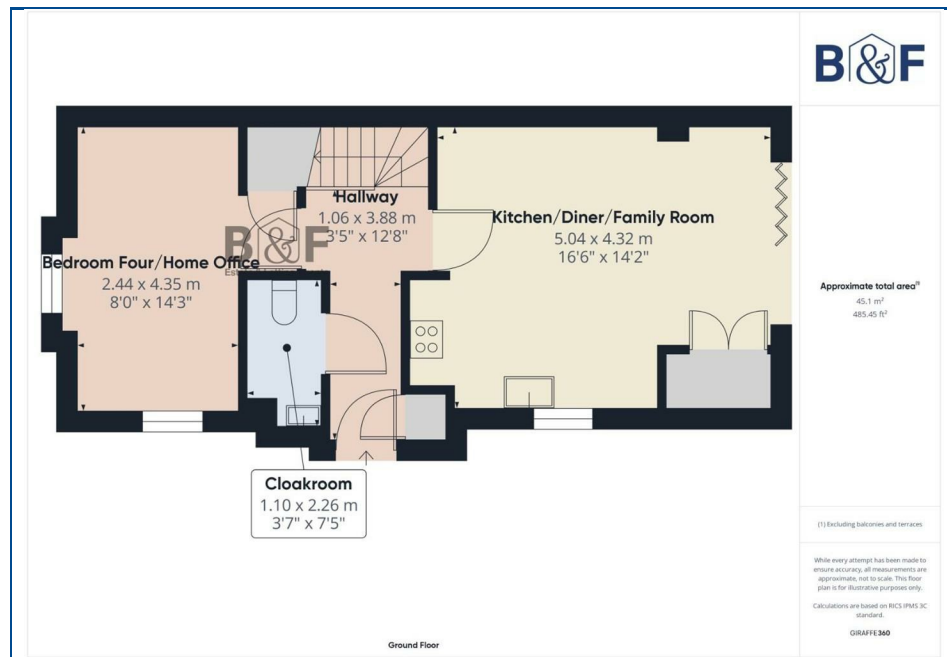 B&F
Hallway
1.06 x 3.88 m
3'5" x 12'8"
Kitchen/Diner/Family Room
5.04 x 4.32 m
16'6" x 14'2"
B&F
Bedroom Four/Home Office
2.44 x 4.35 m
8'0" x 14'3"
Cloakroom
1.10 x 2.26 m
3'7" x 7'5"
Ground Floor
Approximate total area(1)
45.1 m²
485.45 ft²
(1) Excluding balconies and terraces
While every attempt has been made to
ensure accuracy, all measurements are
approximate, not to scale. This floor
plan is for illustrative purposes only.
Calculations are based on RICS IPMS 3C
standard.
GIRAFFE360